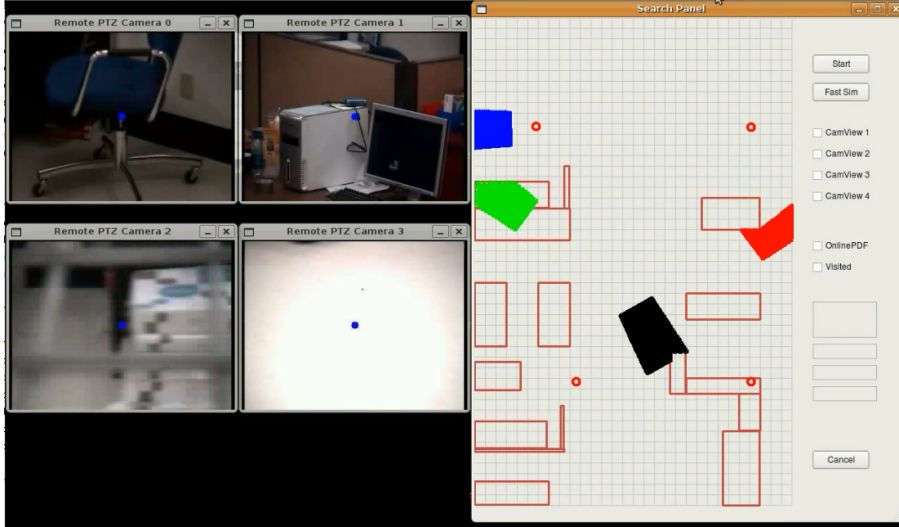 Remote PTZ Camera 0
Remote PTZ Camera 1
Search Panel
Start
Fast Sim
CamView 1
CamView 2
CamView 3
CamView 4
Remote PTZ Camera 2
Remote PTZ Camera 3
OnlinePDF
Visited
Cancel